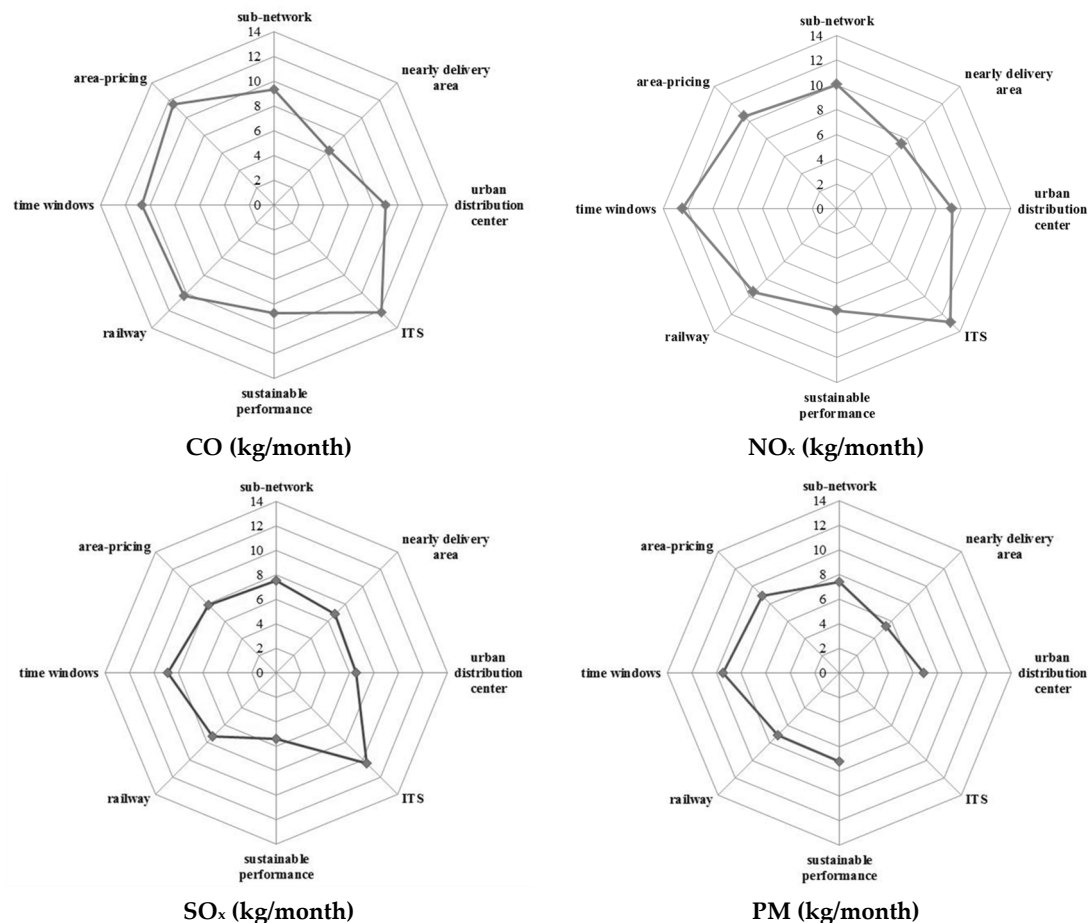 sub-network
14
12
10
8
6
4
2
0
nearly delivery
area
urban
distribution
center
ITS
sustainable
performance
railway
time windows
area-pricing
CO (kg/month)
sub-network
14
12
10
8
6
4
2
0
nearly delivery
area
urban
distribution
center
ITS
sustainable
performance
railway
time windows
area-pricing
NOx (kg/month)
sub-network
14
12
10
8
6
4
2
0
nearly delivery
area
urban
distribution
center
ITS
sustainable
performance
railway
time windows
area-pricing
SOx (kg/month)
sub-network
14
12
10
8
6
4
2
0
nearly delivery
area
urban
distribution
center
ITS
sustainable
performance
railway
time windows
area-pricing
PM (kg/month)